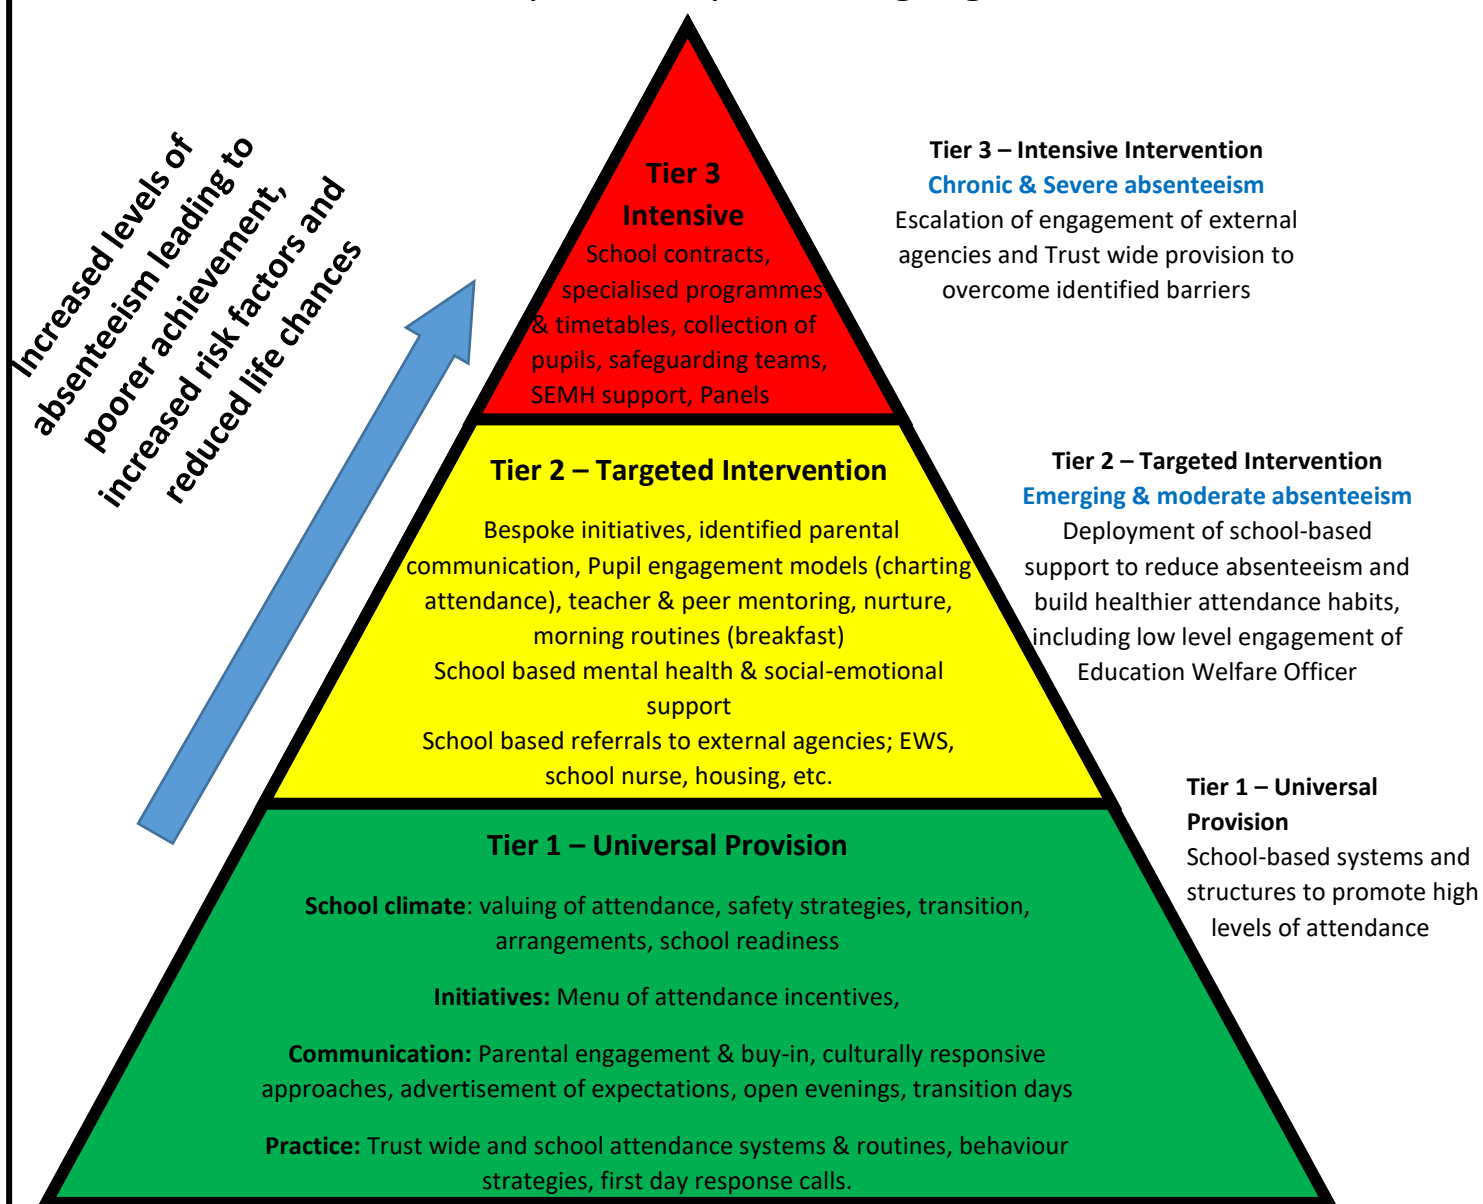 Increased levels of
absenteeism leading to
poorer achievement,
increased risk factors and
reduced life chances
Tier 3
Intensive
School contracts,
specialised programmes
& timetables, collection of
pupils, safeguarding teams,
SEMH support, Panels
Tier 3 – Intensive Intervention
Chronic & Severe absenteeism
Escalation of engagement of external
agencies and Trust wide provision to
overcome identified barriers
Tier 2 – Targeted Intervention
Bespoke initiatives, identified parental
communication, Pupil engagement models (charting
attendance), teacher & peer mentoring, nurture,
morning routines (breakfast)
School based mental health & social-emotional
support
School based referrals to external agencies; EWS,
school nurse, housing, etc.
Tier 2 – Targeted Intervention
Emerging & moderate absenteeism
Deployment of school-based
support to reduce absenteeism and
build healthier attendance habits,
including low level engagement of
Education Welfare Officer
Tier 1 – Universal Provision
School climate: valuing of attendance, safety strategies, transition,
arrangements, school readiness
Initiatives: Menu of attendance incentives,
Communication: Parental engagement & buy-in, culturally responsive
approaches, advertisement of expectations, open evenings, transition days
Practice: Trust wide and school attendance systems & routines, behaviour
strategies, first day response calls.
Tier 1 – Universal
Provision
School-based systems and
structures to promote high
levels of attendance